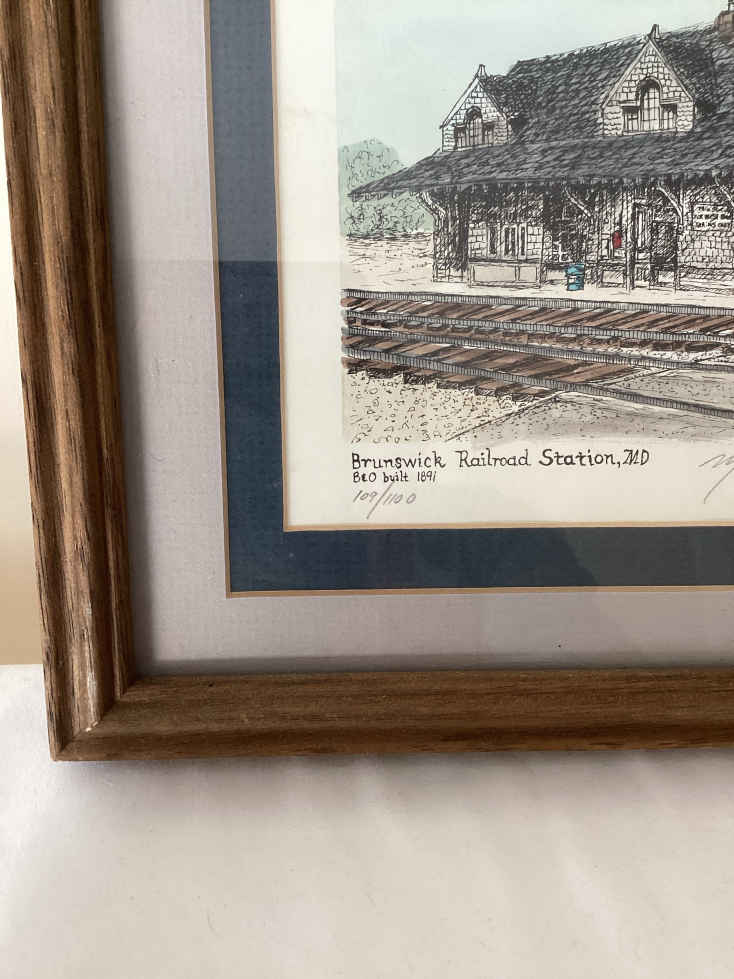 Brunswick Railroad Station, MD
B&O built 1891
109/1100